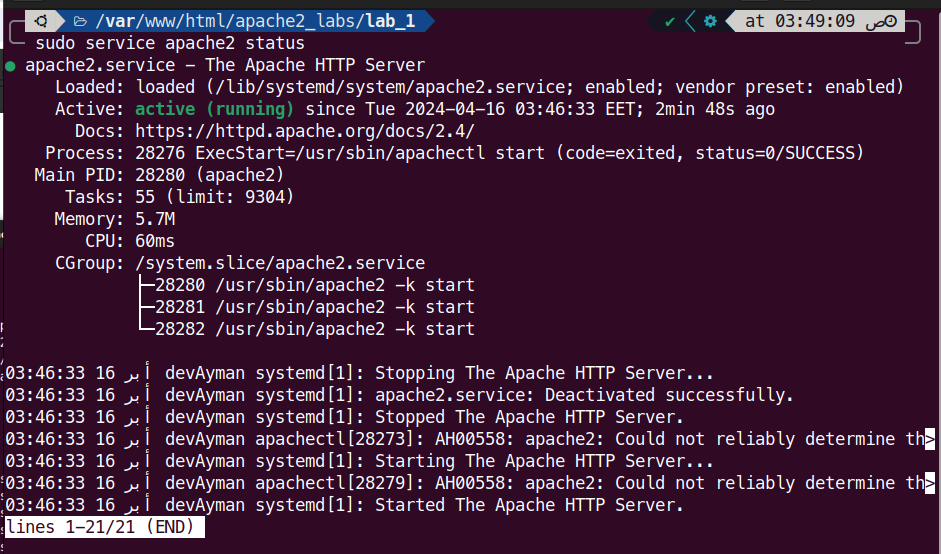 /var/www/html/apache2_labs/lab_1 ✔ at 03:49:09 ص
sudo service apache2 status
● apache2.service – The Apache HTTP Server
Loaded: loaded (/lib/systemd/system/apache2.service; enabled; vendor preset: enabled)
Active: active (running) since Tue 2024-04-16 03:46:33 EET; 2min 48s ago
Docs: https://httpd.apache.org/docs/2.4/
Process: 28276 ExecStart=/usr/sbin/apachectl start (code=exited, status=0/SUCCESS)
Main PID: 28280 (apache2)
Tasks: 55 (limit: 9304)
Memory: 5.7M
CPU: 60ms
CGroup: /system.slice/apache2.service
├─28280 /usr/sbin/apache2 –k start
├─28281 /usr/sbin/apache2 –k start
└─28282 /usr/sbin/apache2 –k start
03:46:33 16 أبر devAyman systemd[1]: Stopping The Apache HTTP Server...
03:46:33 16 أبر devAyman systemd[1]: apache2.service: Deactivated successfully.
03:46:33 16 أبر devAyman systemd[1]: Stopped The Apache HTTP Server.
03:46:33 16 أبر devAyman apachectl[28273]: AH00558: apache2: Could not reliably determine th>
03:46:33 16 أبر devAyman systemd[1]: Starting The Apache HTTP Server...
03:46:33 16 أبر devAyman apachectl[28279]: AH00558: apache2: Could not reliably determine th>
03:46:33 16 أبر devAyman systemd[1]: Started The Apache HTTP Server.
lines 1–21/21 (END)